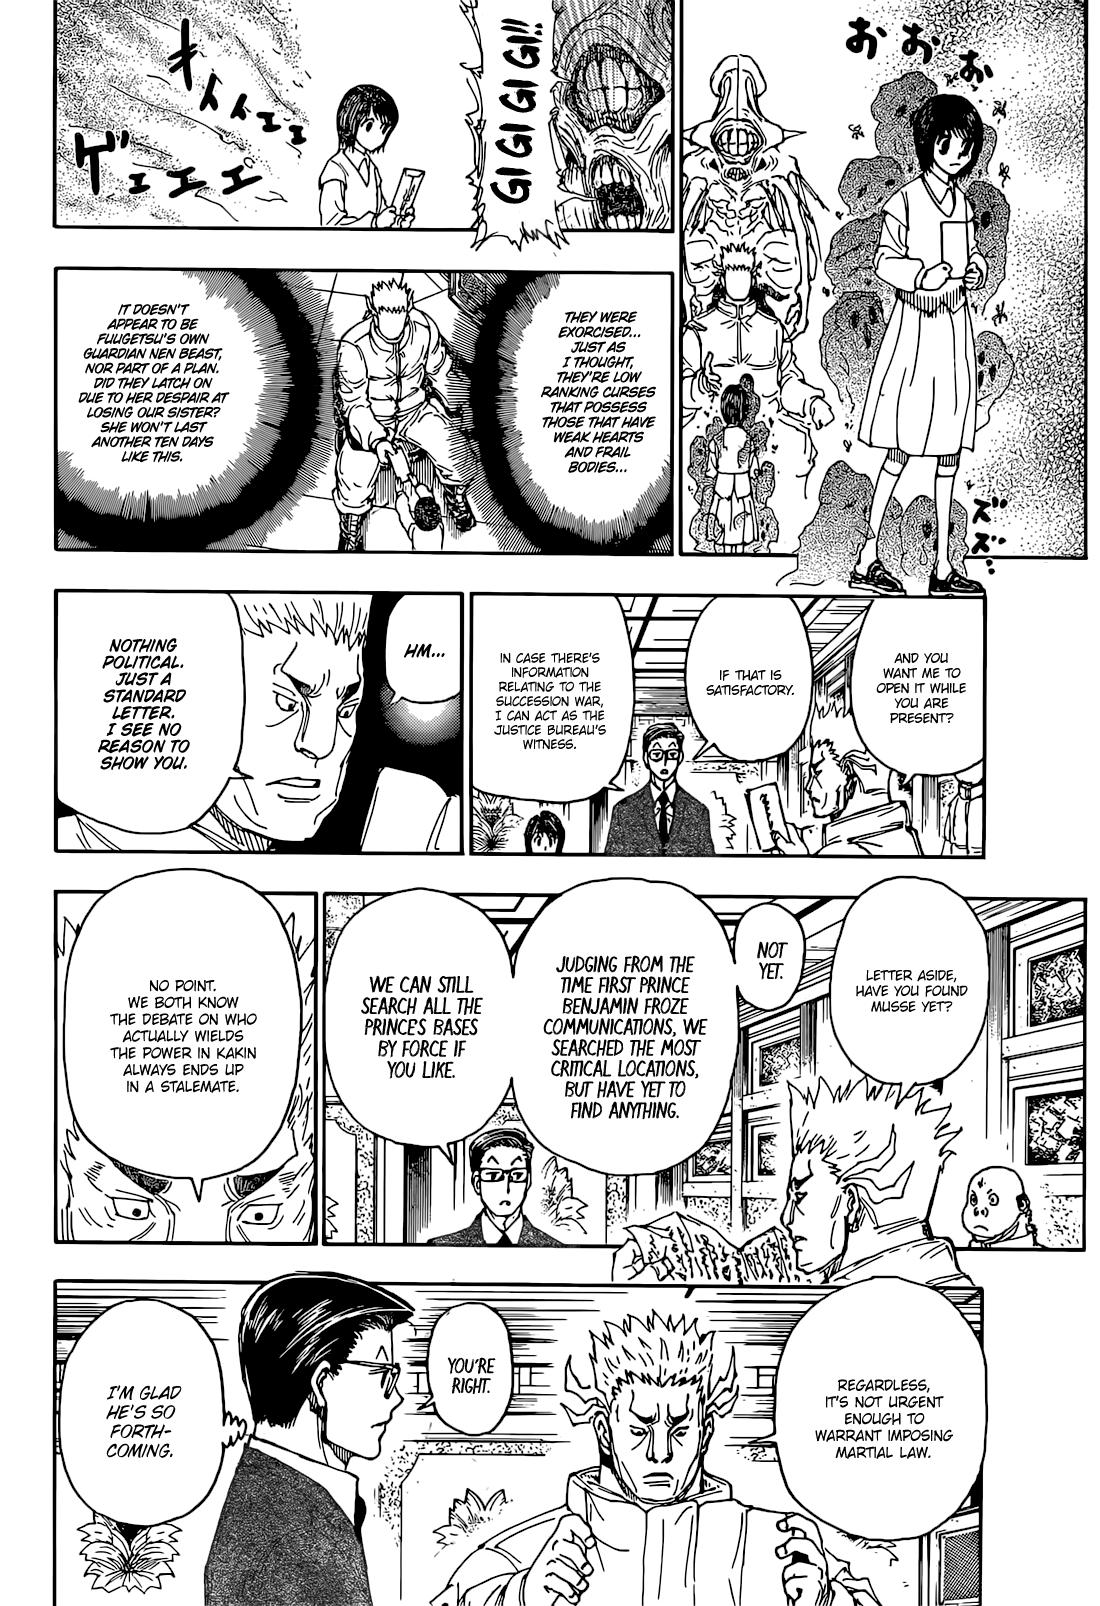 おおお
ズズ・・
GI GI GI GI!!
ギィイエエ
ゲェエエエ
THEY WERE
EXORCISED...
JUST AS
I THOUGHT,
THEY'RE LOW
RANKING CURSES
THAT POSSESS
THOSE THAT HAVE
WEAK HEARTS
AND FRAIL
BODIES...
IT DOESN'T
APPEAR TO BE
FUUGETSU'S OWN
GUARDIAN NEN BEAST,
NOR PART OF A PLAN.
DID THEY LATCH ON
DUE TO HER DESPAIR AT
LOSING OUR SISTER?
SHE WON'T LAST
ANOTHER TEN DAYS
LIKE THIS.
AND YOU
WANT ME TO
OPEN IT WHILE
YOU ARE
PRESENT?
IF THAT IS
SATISFACTORY.
IN CASE THERE'S
INFORMATION
RELATING TO THE
SUCCESSION WAR,
I CAN ACT AS THE
JUSTICE BUREAU'S
WITNESS.
HM...
NOTHING
POLITICAL.
JUST A
STANDARD
LETTER.
I SEE NO
REASON TO
SHOW YOU.
LETTER ASIDE,
HAVE YOU FOUND
MUSSE YET?
NOT
YET.
JUDGING FROM THE
TIME FIRST PRINCE
BENJAMIN FROZE
COMMUNICATIONS, WE
SEARCHED THE MOST
CRITICAL LOCATIONS,
BUT HAVE YET TO
FIND ANYTHING.
WE CAN STILL
SEARCH ALL THE
PRINCE'S BASES
BY FORCE IF
YOU LIKE.
NO POINT.
WE BOTH KNOW
THE DEBATE ON WHO
ACTUALLY WIELDS
THE POWER IN KAKIN
ALWAYS ENDS UP
IN A STALEMATE.
REGARDLESS,
IT'S NOT URGENT
ENOUGH TO
WARRANT IMPOSING
MARTIAL LAW.
YOU'RE
RIGHT.
I'M GLAD
HE'S SO
FORTH-
COMING.